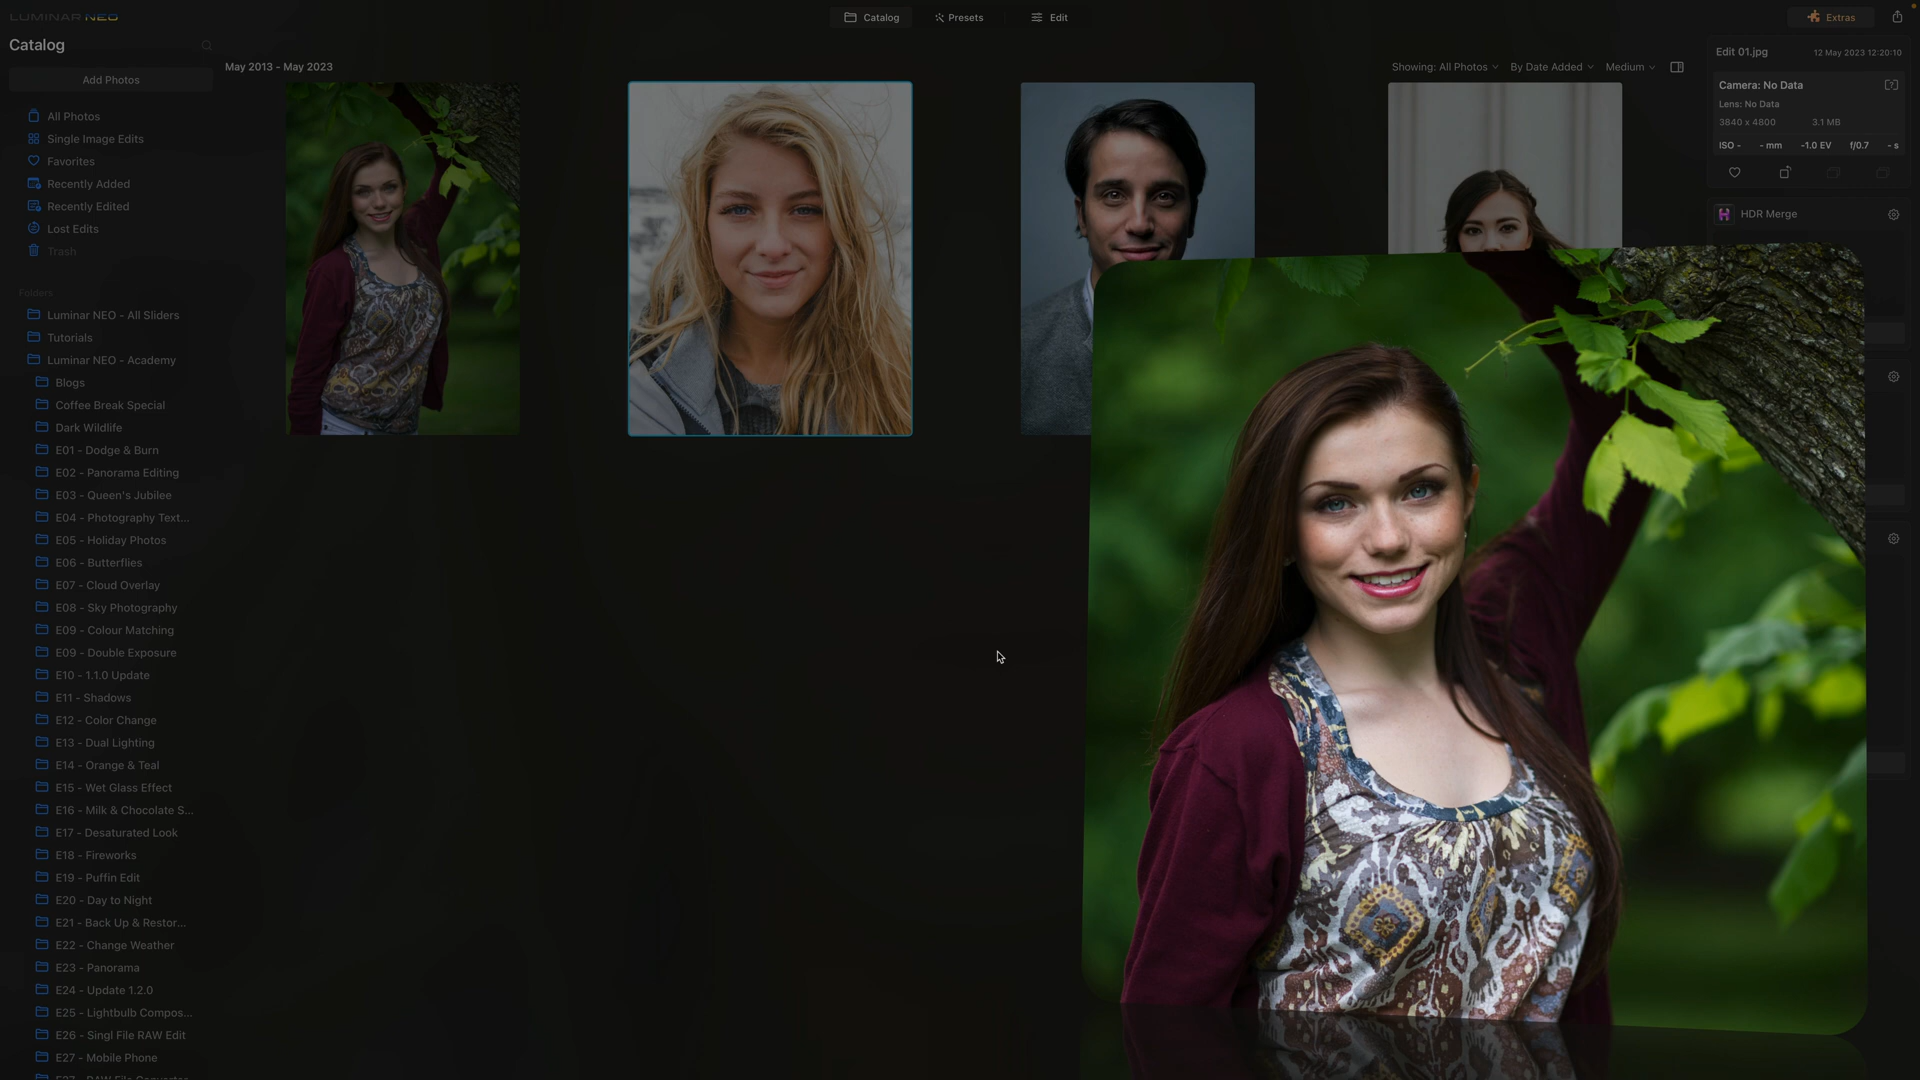 LUMINAR NEO
Catalog
Presets
Edit
Extras
Catalog
Add Photos
All Photos
Single Image Edits
Favorites
Recently Added
Recently Edited
Lost Edits
Trash
Folders
Luminar NEO - All Sliders
Tutorials
Luminar NEO - Academy
Blogs
Coffee Break Special
Dark Wildlife
E01 - Dodge & Burn
E02 - Panorama Editing
E03 - Queen's Jubilee
E04 - Photography Text...
E05 - Holiday Photos
E06 - Butterflies
E07 - Cloud Overlay
E08 - Sky Photography
E09 - Colour Matching
E09 - Double Exposure
E10 - 1.1.0 Update
E11 - Shadows
E12 - Color Change
E13 - Dual Lighting
E14 - Orange & Teal
E15 - Wet Glass Effect
E16 - Milk & Chocolate S...
E17 - Desaturated Look
E18 - Fireworks
E19 - Puffin Edit
E20 - Day to Night
E21 - Back Up & Restor...
E22 - Change Weather
E23 - Panorama
E24 - Update 1.2.0
E25 - Lightbulb Compos...
E26 - Singl File RAW Edit
E27 - Mobile Phone
May 2013 - May 2023
Showing: All Photos
By Date Added
Medium
Edit 01.jpg
12 May 2023 12:20:10
Camera: No Data
Lens: No Data
3840 x 4800 3.1 MB
ISO - - mm -1.0 EV f/0.7 - s
HDR Merge